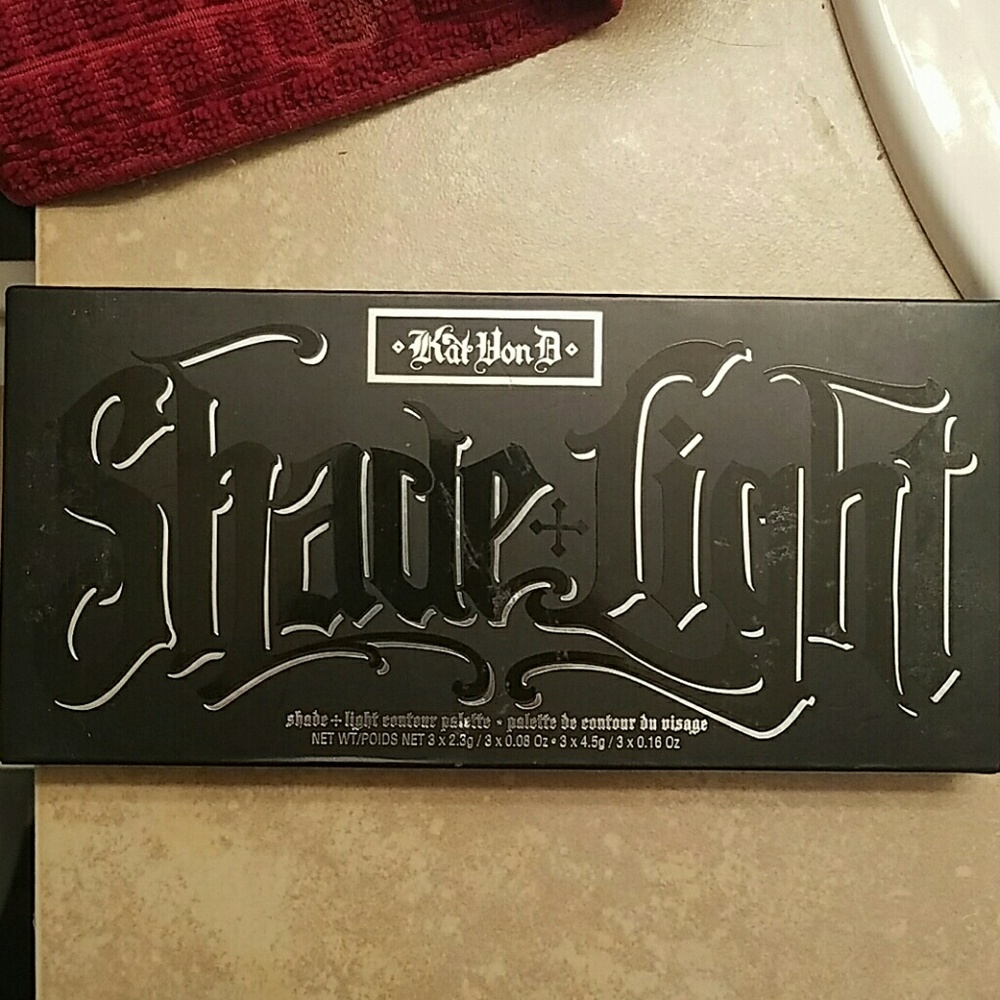 Kat Von D
Shade + Light
shade + light contour palette - palette de contour du visage
NET WT/POIDS NET 3 x 2.3g / 3 x 0.08 Oz • 3 x 4.5g / 3 x 0.16 Oz